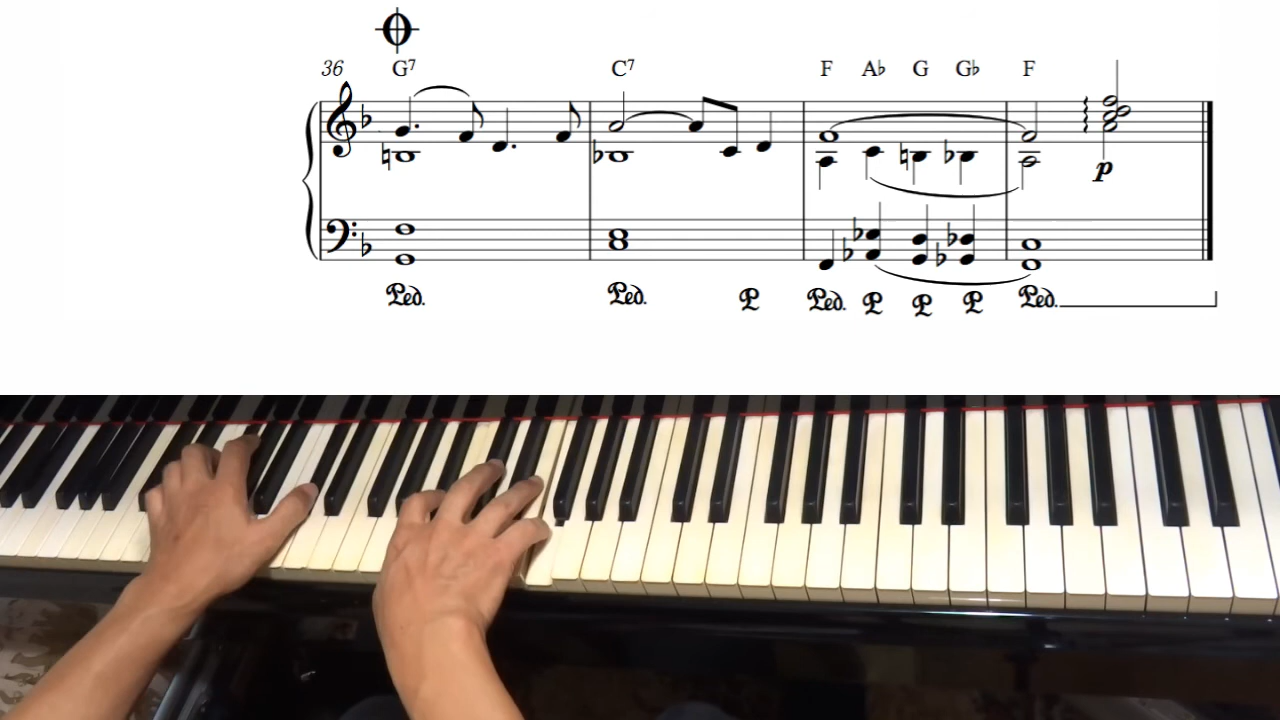 36 G7 C7 F A♭ G G♭ F
p
Ped. Ped. P Ped. P P P Ped.